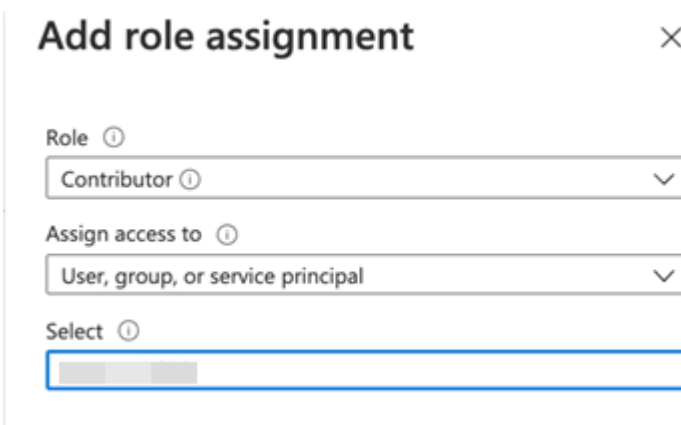 Add role assignment
Role
Contributor
Assign access to
User, group, or service principal
Select